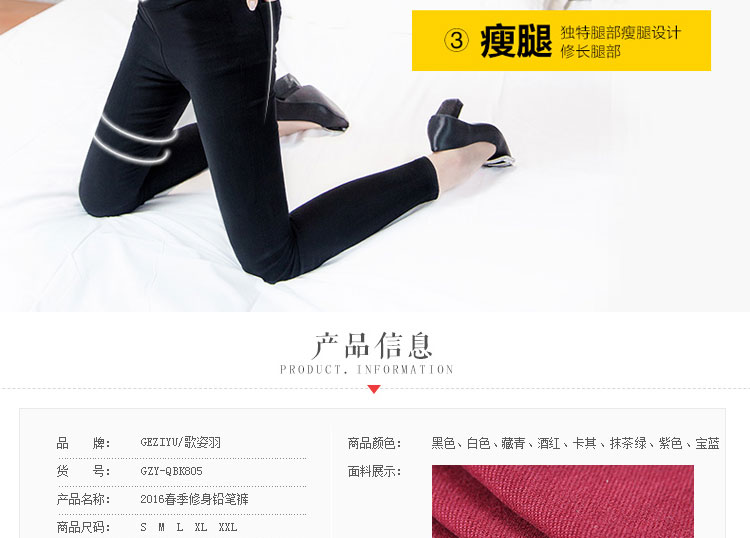 ③ 瘦腿 独特腿部瘦腿设计
修长腿部
产品信息
PRODUCT. INFORMATION
品 牌: GEZIYU/歌姿羽
货 号: GZY-QBK805
产品名称: 2016春季修身铅笔裤
商品尺码: S M L XL XXL
商品颜色: 黑色、白色、藏青、酒红、卡其、抹茶绿、紫色、宝蓝
面料展示: